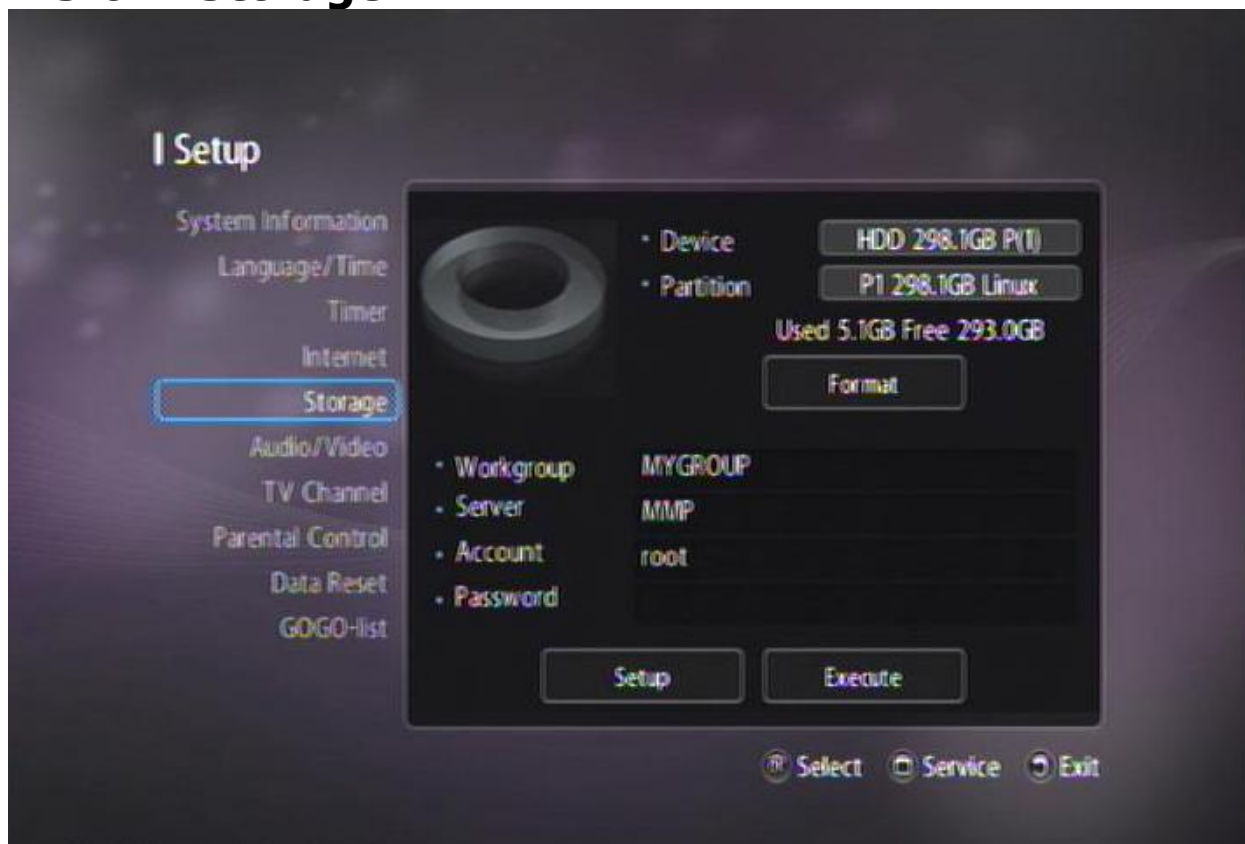 Setup
System Information
Language/Time
Timer
Internet
Storage
Audio/Video
TV Channel
Parental Control
Data Reset
GOGO-list
Device HDD 298.1GB P(1)
Partition P1 298.1GB Linux
Used 5.1GB Free 293.0GB
Format
Workgroup MYGROUP
Server MMP
Account root
Password
Setup Execute
Select Service Exit